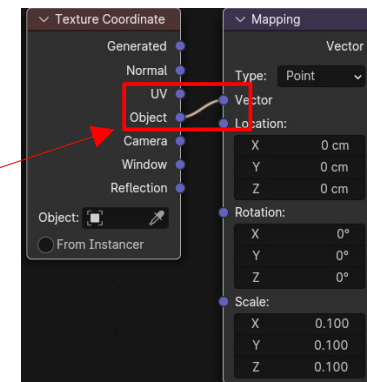 Texture Coordinate
Generated
Normal
UV
Object
Camera
Window
Reflection
Object:
From Instancer
Mapping
Vector
Type: Point
Vector
Location:
X 0 cm
Y 0 cm
Z 0 cm
Rotation:
X 0°
Y 0°
Z 0°
Scale:
X 0.100
Y 0.100
Z 0.100